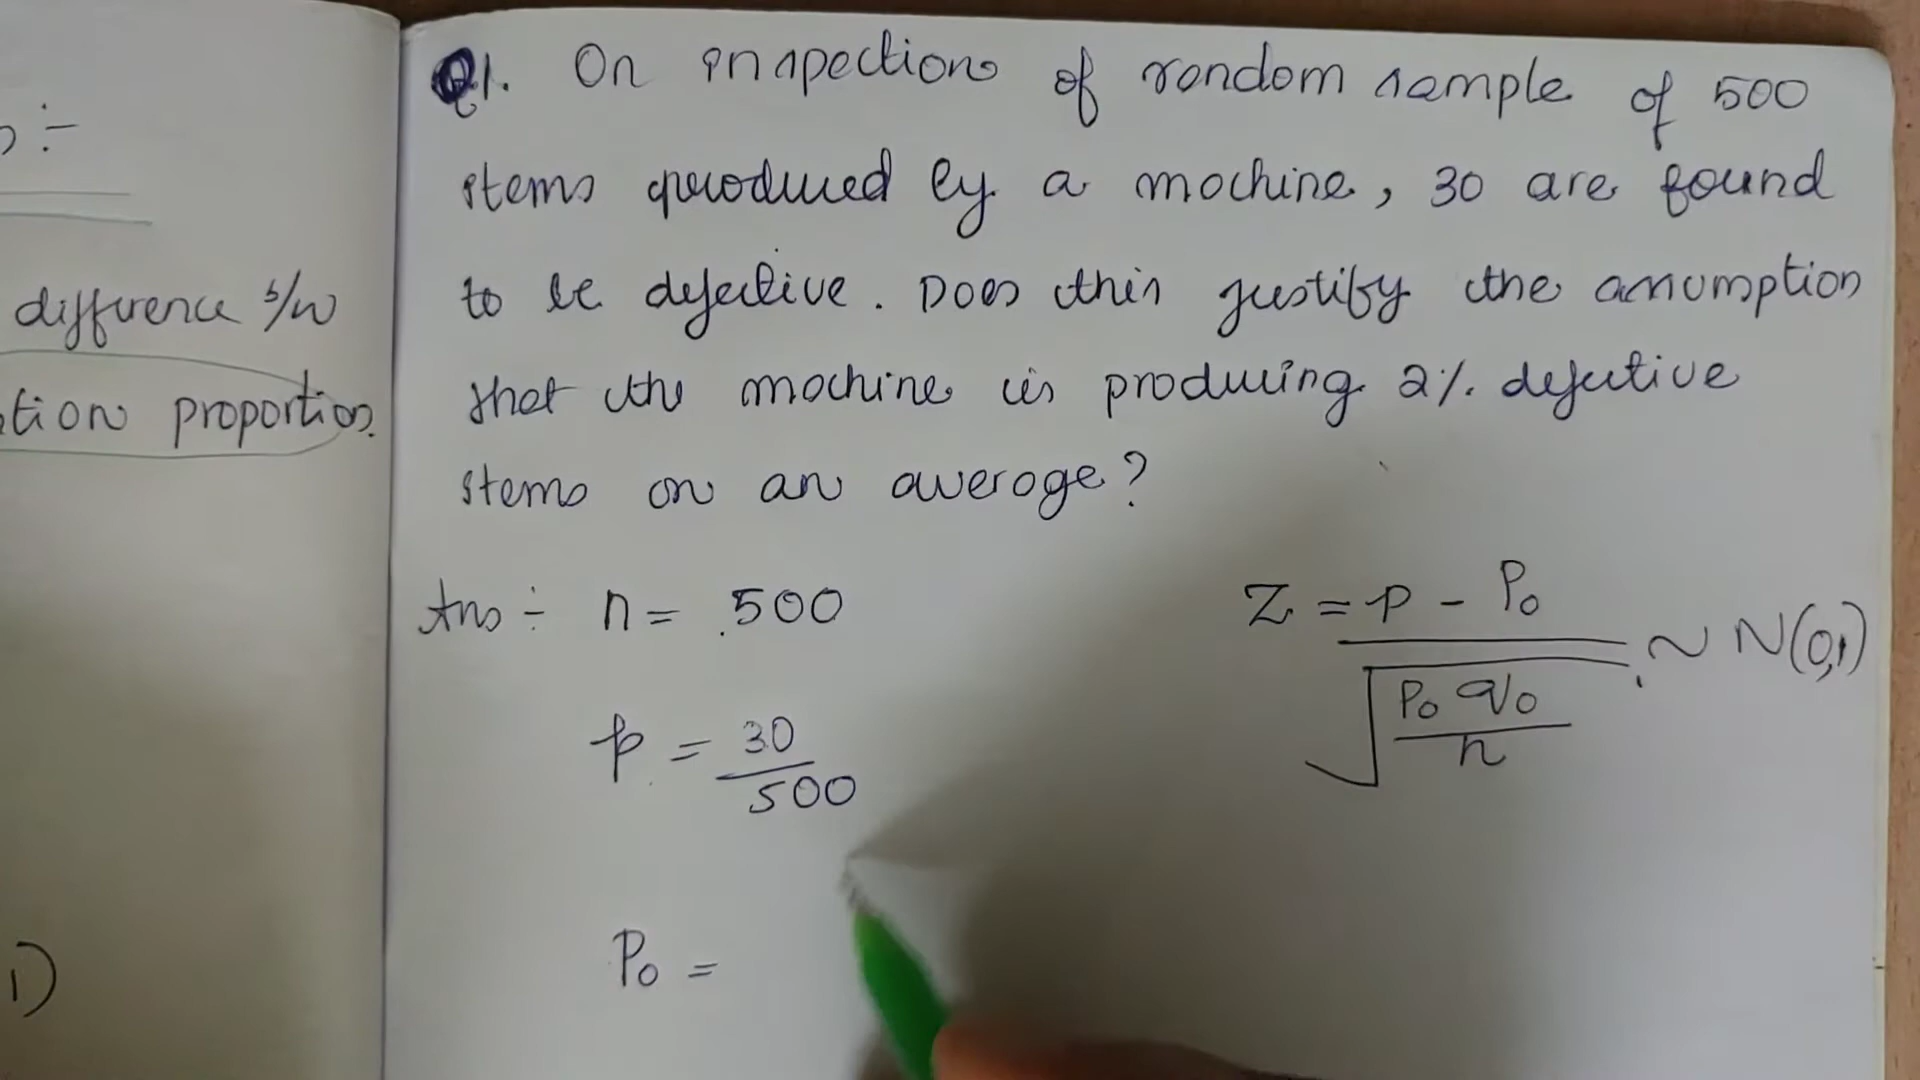 :-
difference b/w
tion proportion.
1)
Q1. On inspection of random sample of 500
items produced by a machine, 30 are found
to be defective. Does this justify the assumption
that the machine is producing 2% defective
items on an average?
Ans ÷ n = 500
Z = p - P₀
~ N(0,1)
P₀ q₀
n
p = 30
500
P₀ =